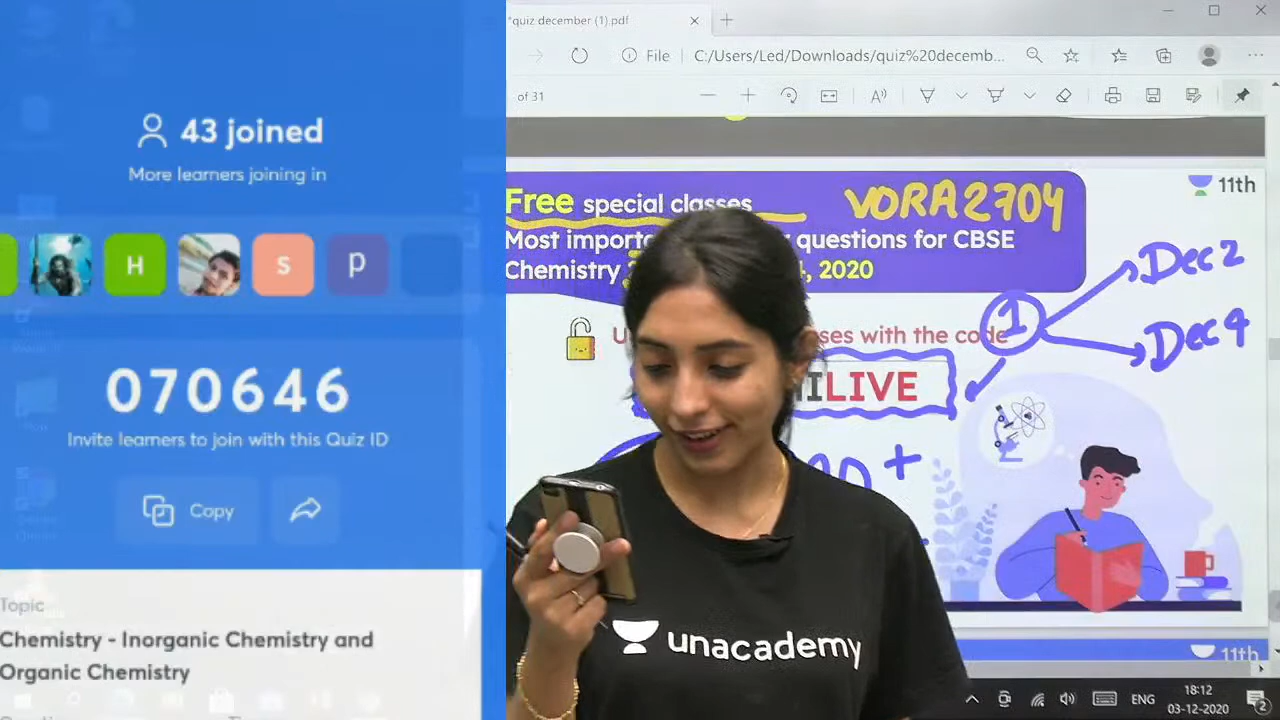 43 joined
More learners joining in
H
S
P
070646
Invite learners to join with this Quiz ID
Copy
Topic
Chemistry - Inorganic Chemistry and
Organic Chemistry
*quiz december (1).pdf
File
C:/Users/Led/Downloads/quiz%20decemb...
of 31
11th
Free special classes
VORA2704
questions for CBSE
Chemistry
, 2020
with the code
1
Dec 2
Dec 4
LIVE
+
unacademy
11th
ENG
18:12
03-12-2020
2